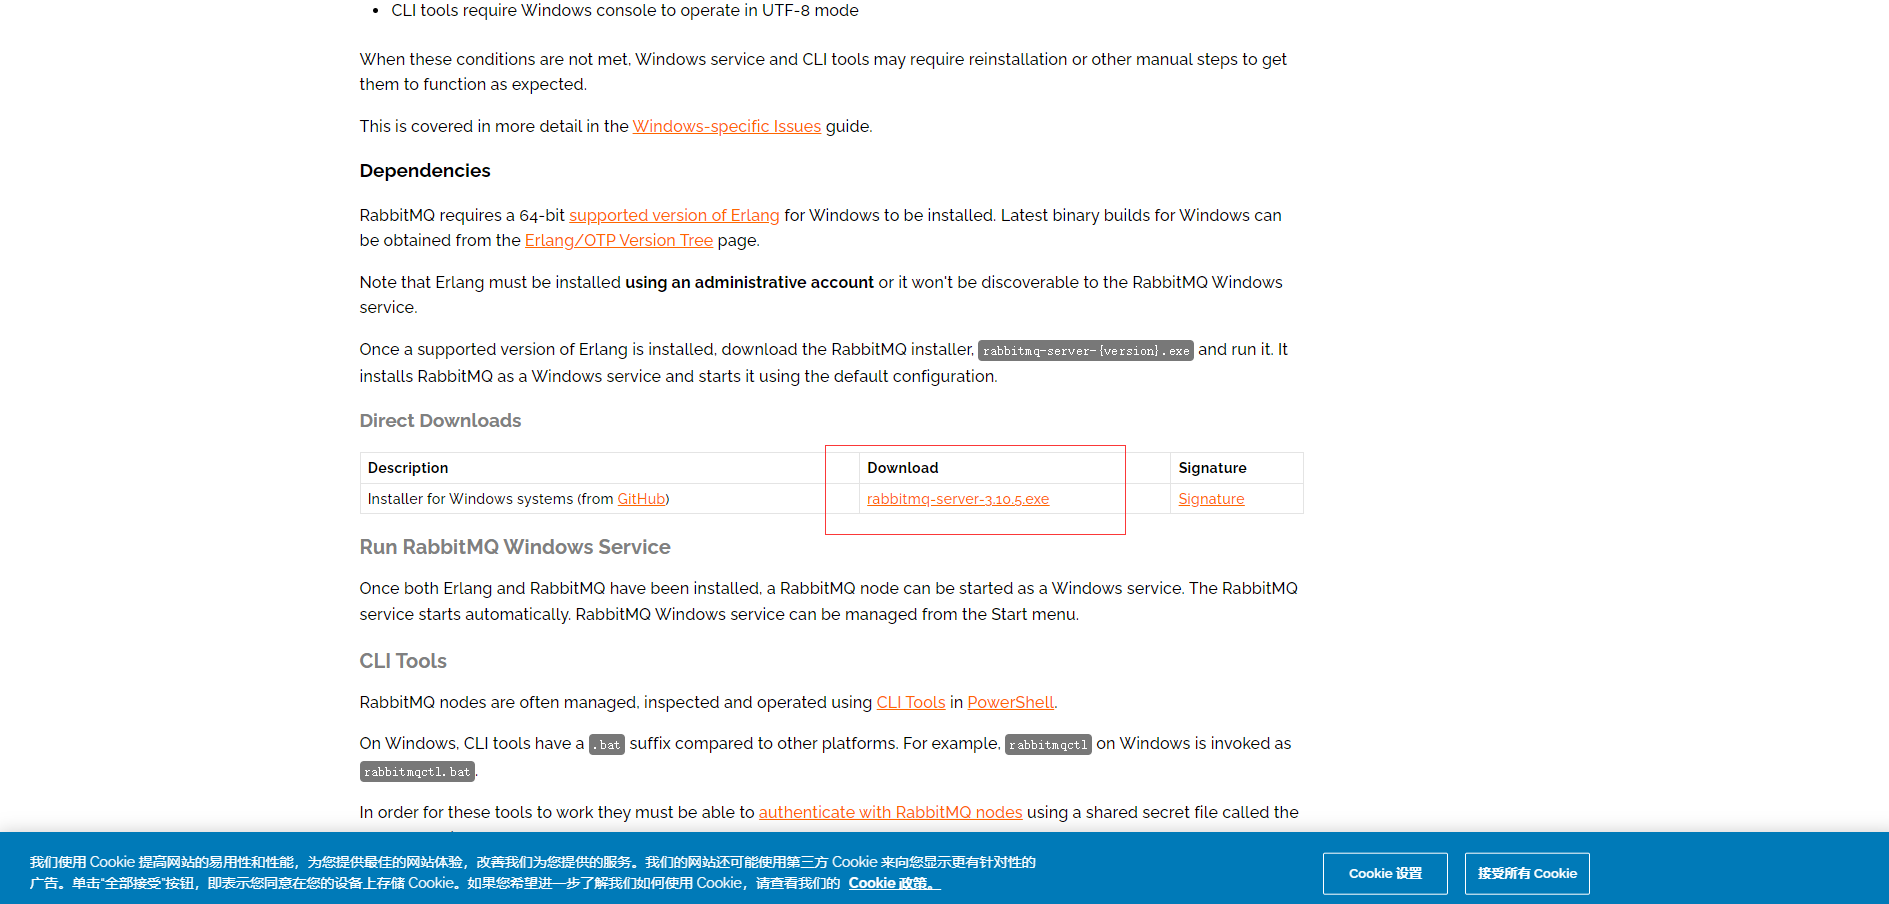 CLI tools require Windows console to operate in UTF-8 mode
When these conditions are not met, Windows service and CLI tools may require reinstallation or other manual steps to get
them to function as expected.
This is covered in more detail in the Windows-specific Issues guide.
Dependencies
RabbitMQ requires a 64-bit supported version of Erlang for Windows to be installed. Latest binary builds for Windows can
be obtained from the Erlang/OTP Version Tree page.
Note that Erlang must be installed using an administrative account or it won't be discoverable to the RabbitMQ Windows
service.
Once a supported version of Erlang is installed, download the RabbitMQ installer, rabbitmq-server-{version}.exe and run it. It
installs RabbitMQ as a Windows service and starts it using the default configuration.
Direct Downloads
Description Download Signature
Installer for Windows systems (from GitHub) rabbitmq-server-3.10.5.exe Signature
Run RabbitMQ Windows Service
Once both Erlang and RabbitMQ have been installed, a RabbitMQ node can be started as a Windows service. The RabbitMQ
service starts automatically. RabbitMQ Windows service can be managed from the Start menu.
CLI Tools
RabbitMQ nodes are often managed, inspected and operated using CLI Tools in PowerShell.
On Windows, CLI tools have a .bat suffix compared to other platforms. For example, rabbitmqctl on Windows is invoked as
rabbitmqctl.bat.
In order for these tools to work they must be able to authenticate with RabbitMQ nodes using a shared secret file called the
我们使用 Cookie 提高网站的易用性和性能，为您提供最佳的网站体验，改善我们为您提供的服务。我们的网站还可能使用第三方 Cookie 来向您显示更有针对性的
广告。单击“全部接受”按钮，即表示您同意在您的设备上存储 Cookie。如果您希望进一步了解我们如何使用 Cookie，请查看我们的 Cookie 政策。
Cookie 设置
接受所有 Cookie